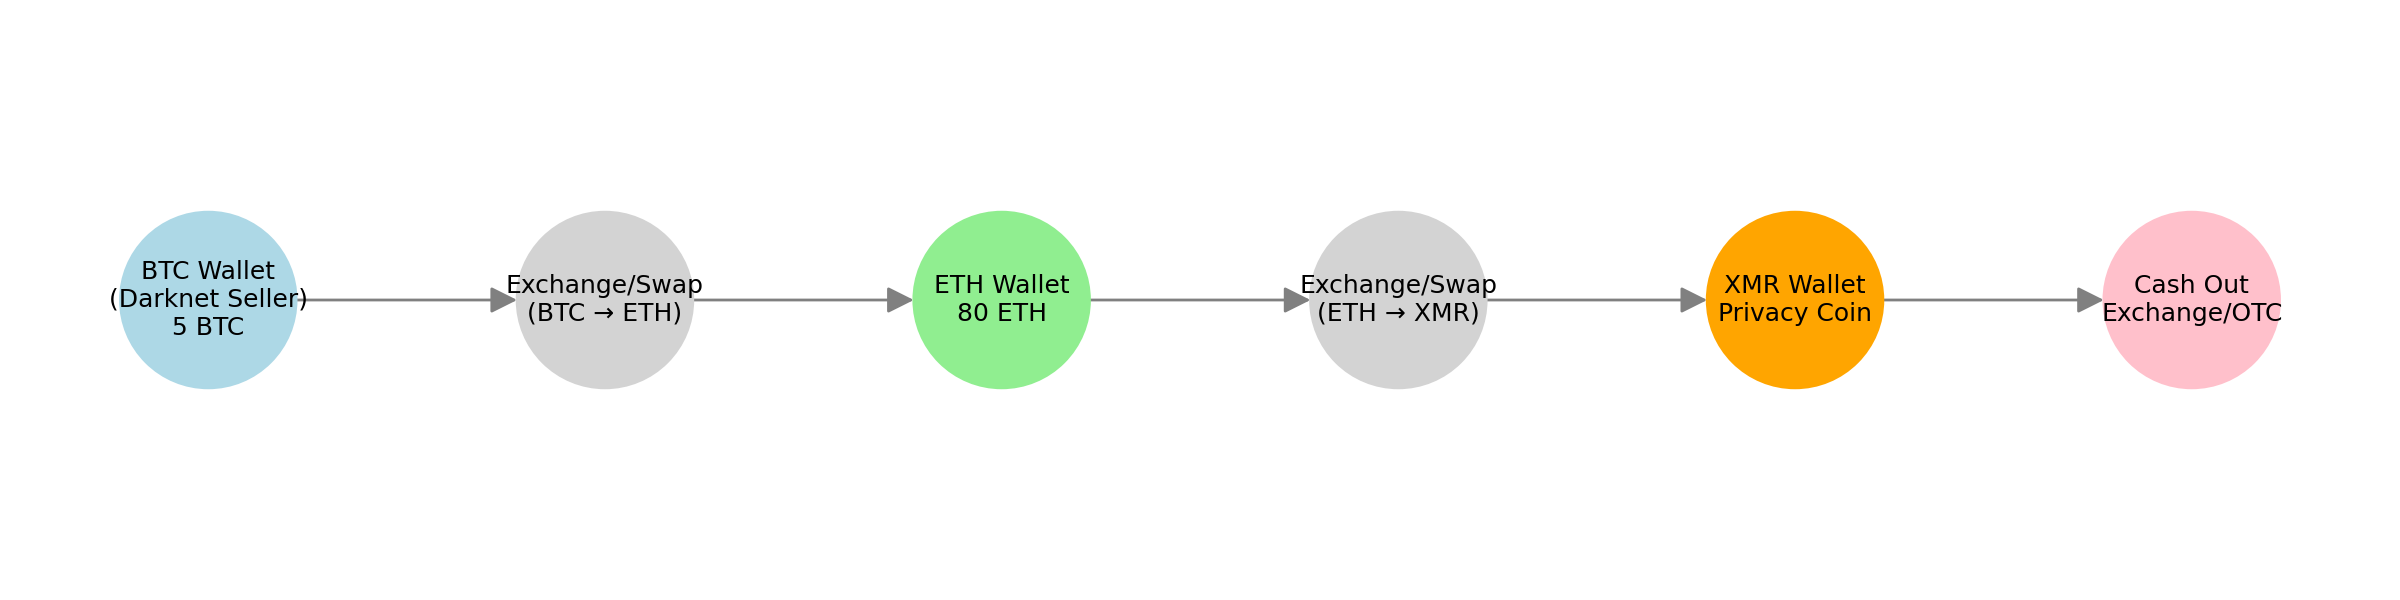 BTC Wallet
(Darknet Seller)
5 BTC
Exchange/Swap
(BTC → ETH)
ETH Wallet
80 ETH
Exchange/Swap
(ETH → XMR)
XMR Wallet
Privacy Coin
Cash Out
Exchange/OTC